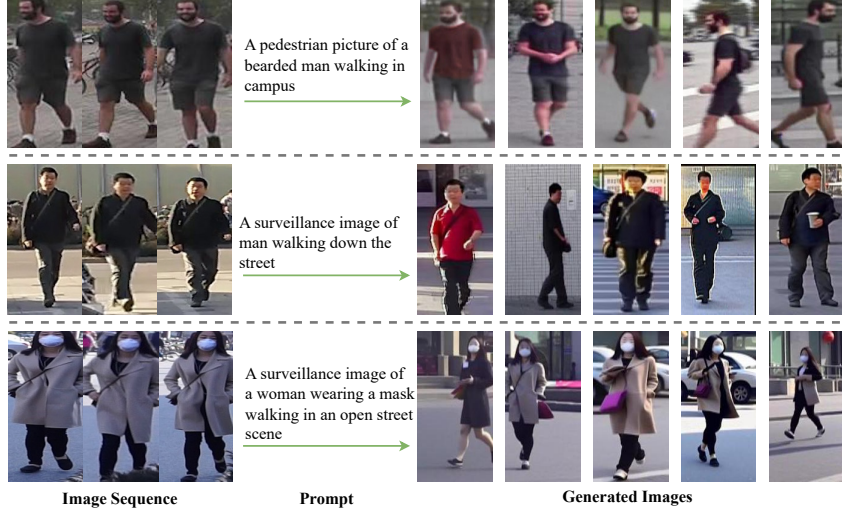 A pedestrian picture of a
bearded man walking in
campus
A surveillance image of
man walking down the
street
A surveillance image of
a woman wearing a mask
walking in an open street
scene
Image Sequence
Prompt
Generated Images